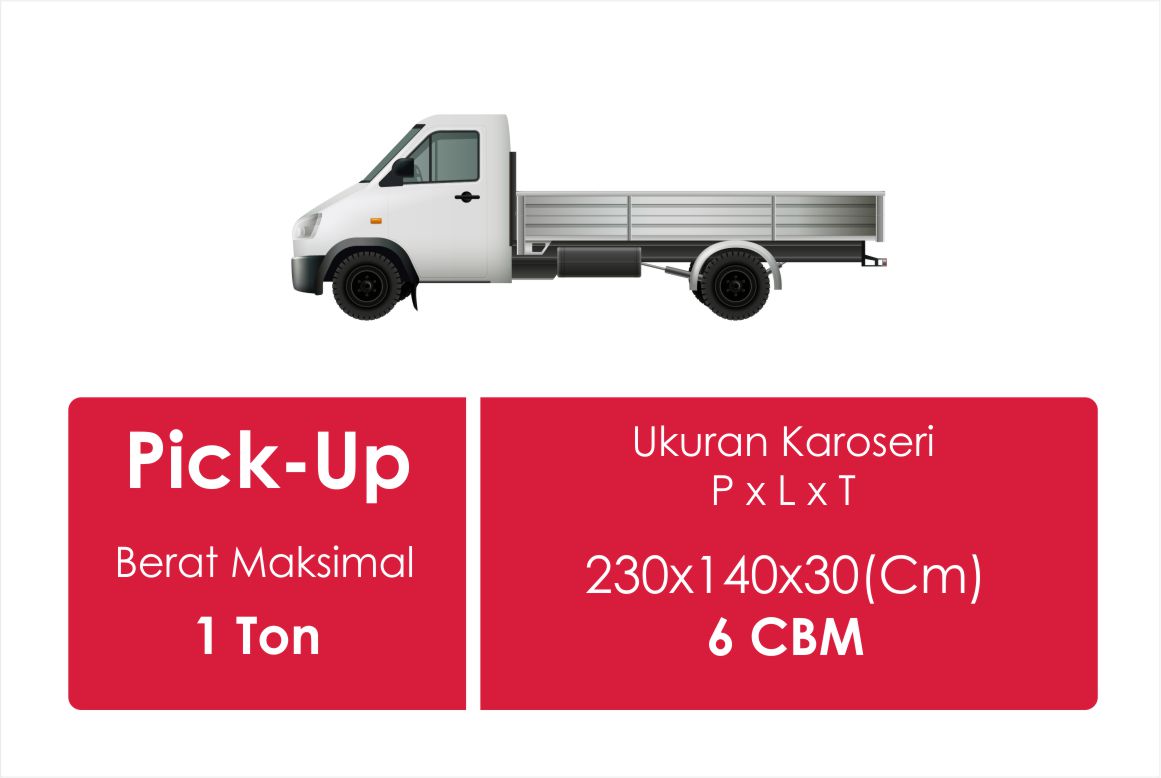 Pick-Up
Berat Maksimal
1 Ton
Ukuran Karoseri
P x L x T
230x140x30(Cm)
6 CBM